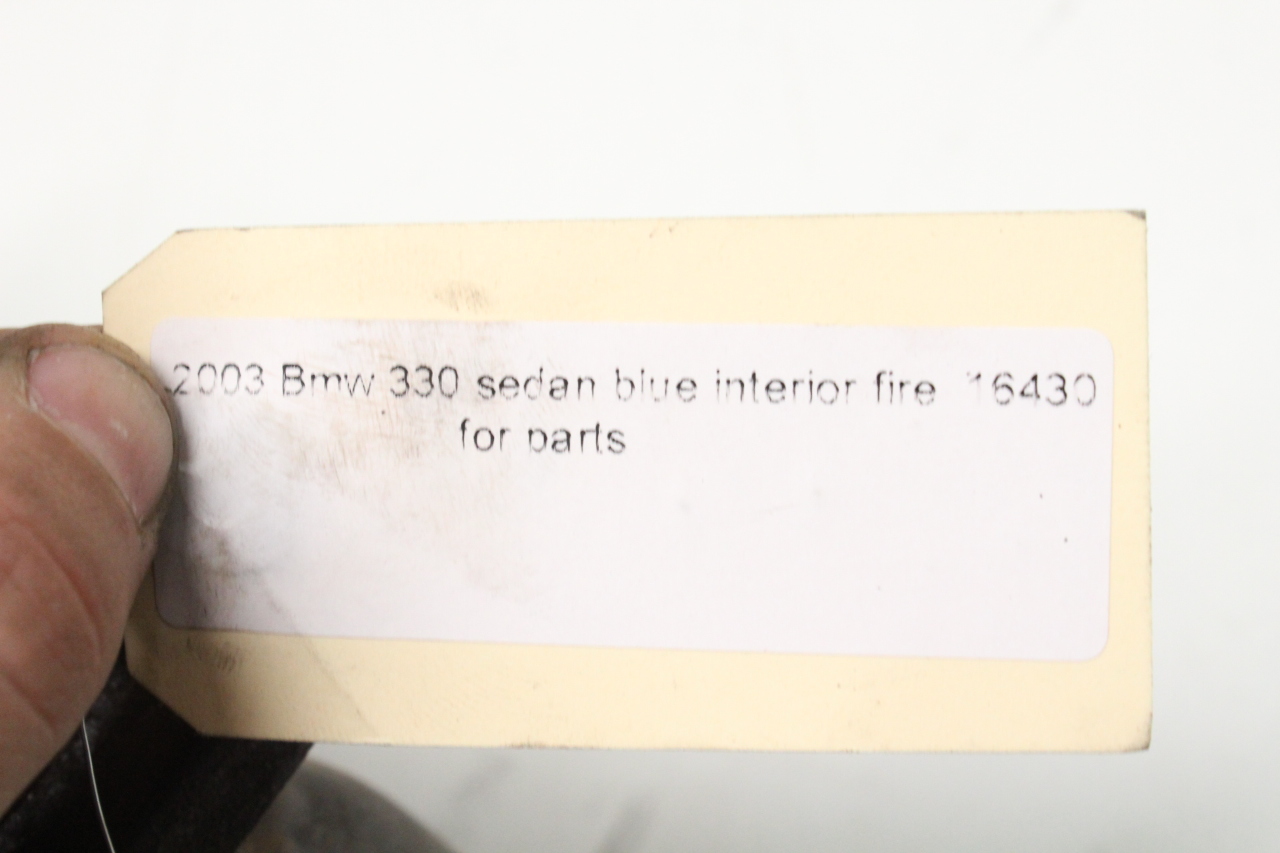 2003 Bmw 330 sedan blue interior fire 16430
for parts